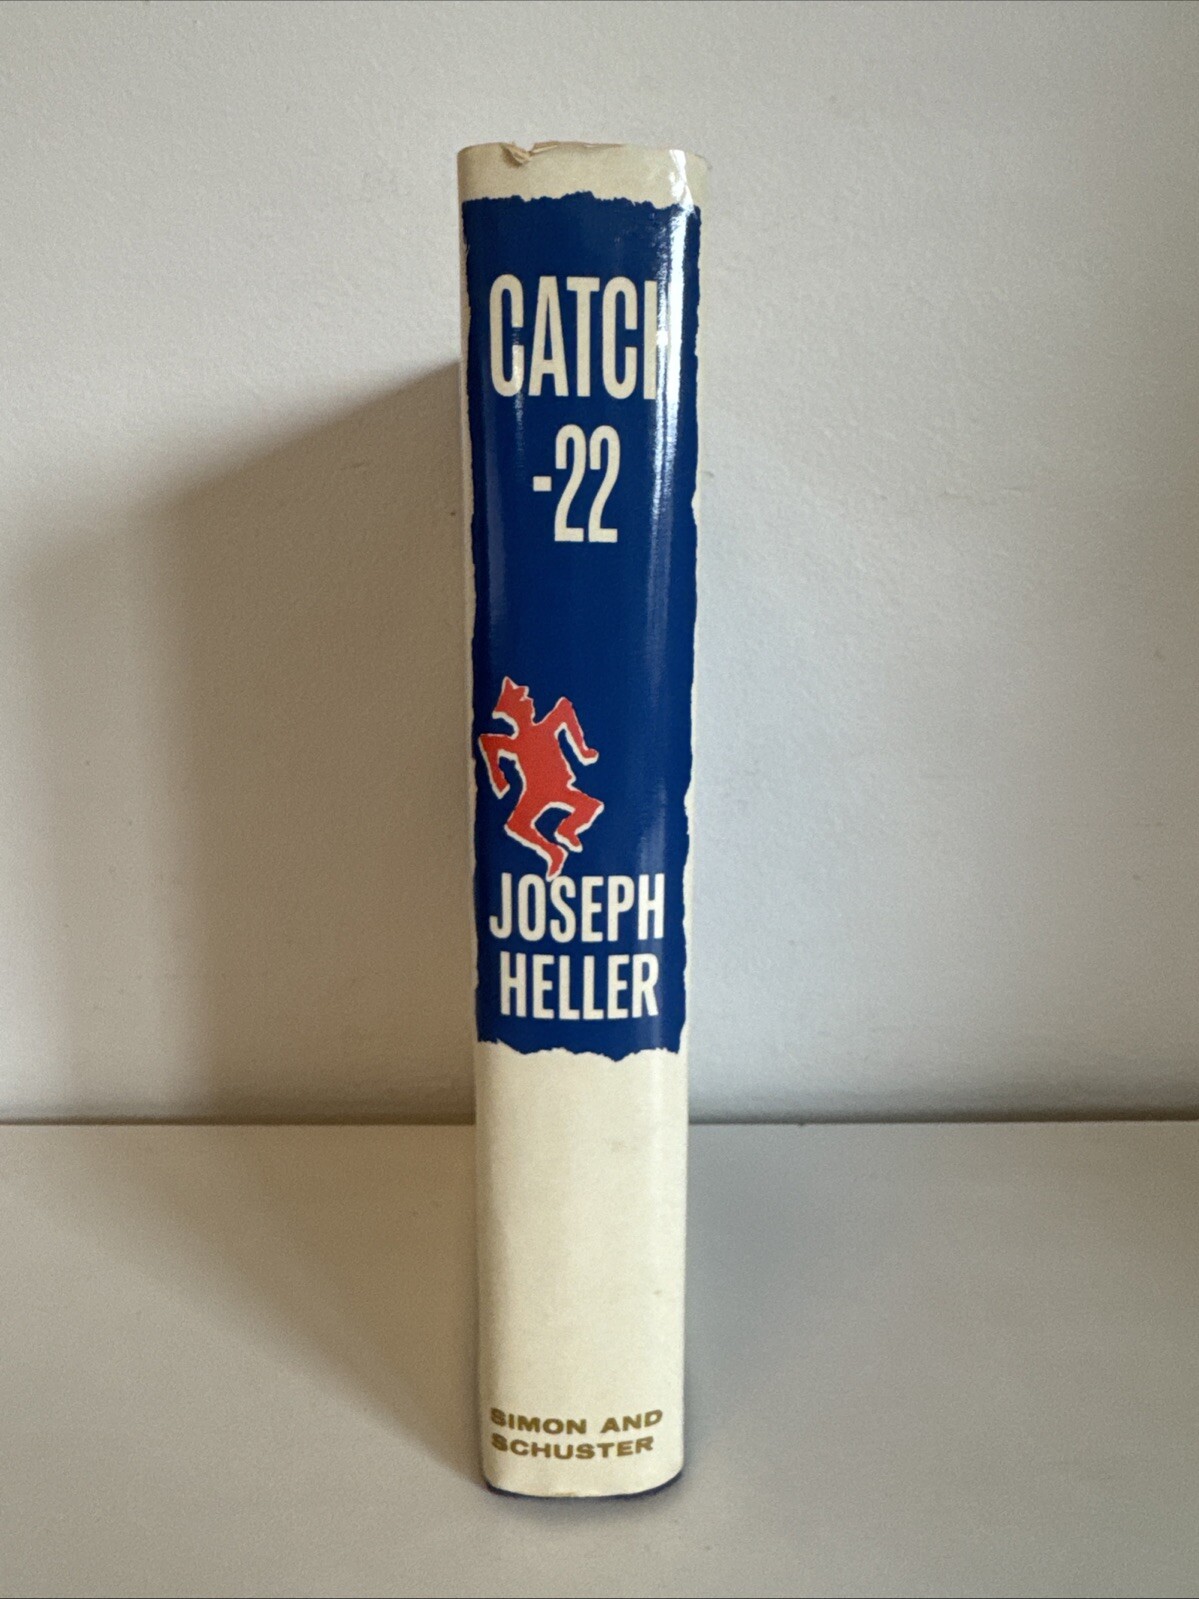 CATCH
-22
JOSEPH
HELLER
SIMON AND
SCHUSTER